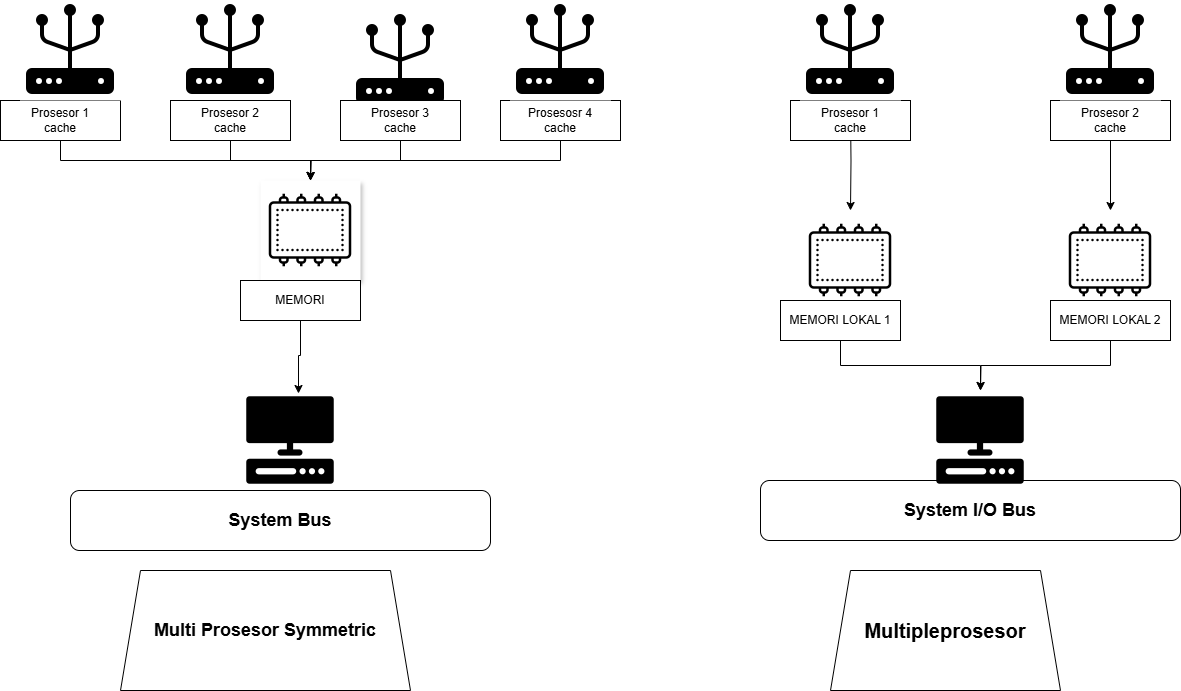 Prosesor 1
cache
Prosesor 2
cache
Prosesor 3
cache
Prosesosr 4
cache
MEMORI
System Bus
Multi Prosesor Symmetric
Prosesor 1
cache
Prosesor 2
cache
MEMORI LOKAL 1
MEMORI LOKAL 2
System I/O Bus
Multipleprosesor